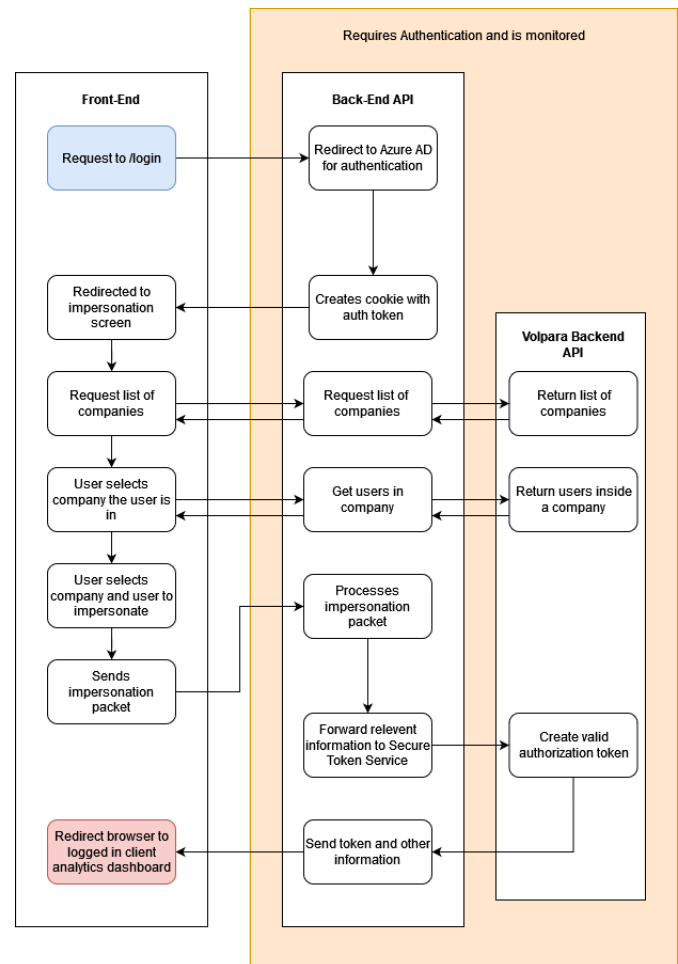 Requires Authentication and is monitored
Front-End
Back-End API
Request to /login
Redirect to Azure AD
for authentication
Redirected to
impersonation
screen
Creates cookie with
auth token
Volpara Backend
API
Request list of
companies
Request list of
companies
Return list of
companies
User selects
company the user is
in
Get users in
company
Return users inside
a company
User selects
company and user to
impersonate
Processes
impersonation
packet
Sends
impersonation
packet
Forward relevent
information to Secure
Token Service
Create valid
authorization token
Redirect browser to
logged in client
analytics dashboard
Send token and other
information